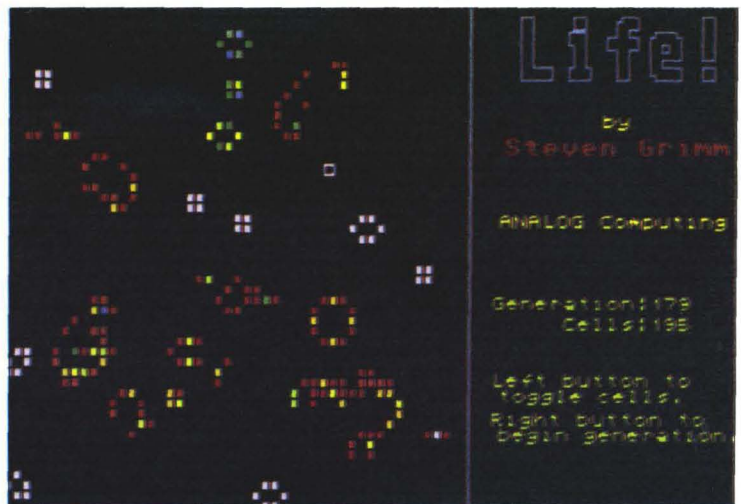 Life!
by
Steven Grimm
ANALOG Computing
Generation:179
Cells:195
Left button to
toggle cells.
Right button to
begin generation.